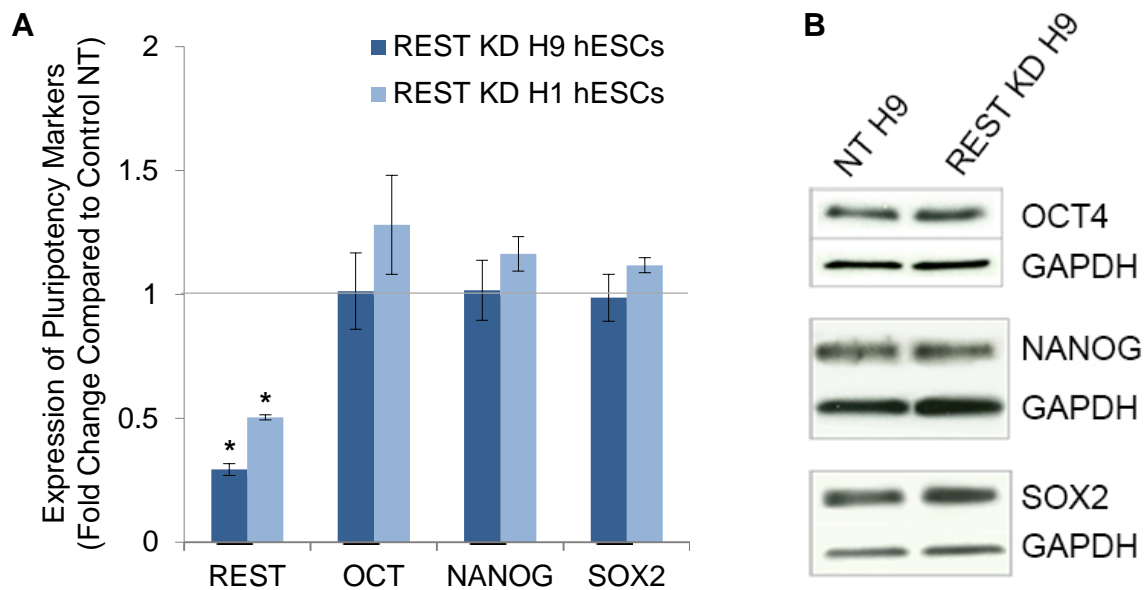 A
Expression of Pluripotency Markers
(Fold Change Compared to Control NT)
2
1.5
1
0.5
0
REST KD H9 hESCs
REST KD H1 hESCs
*
*
REST
OCT
NANOG
SOX2
B
NT H9
REST KD H9
OCT4
GAPDH
NANOG
GAPDH
SOX2
GAPDH